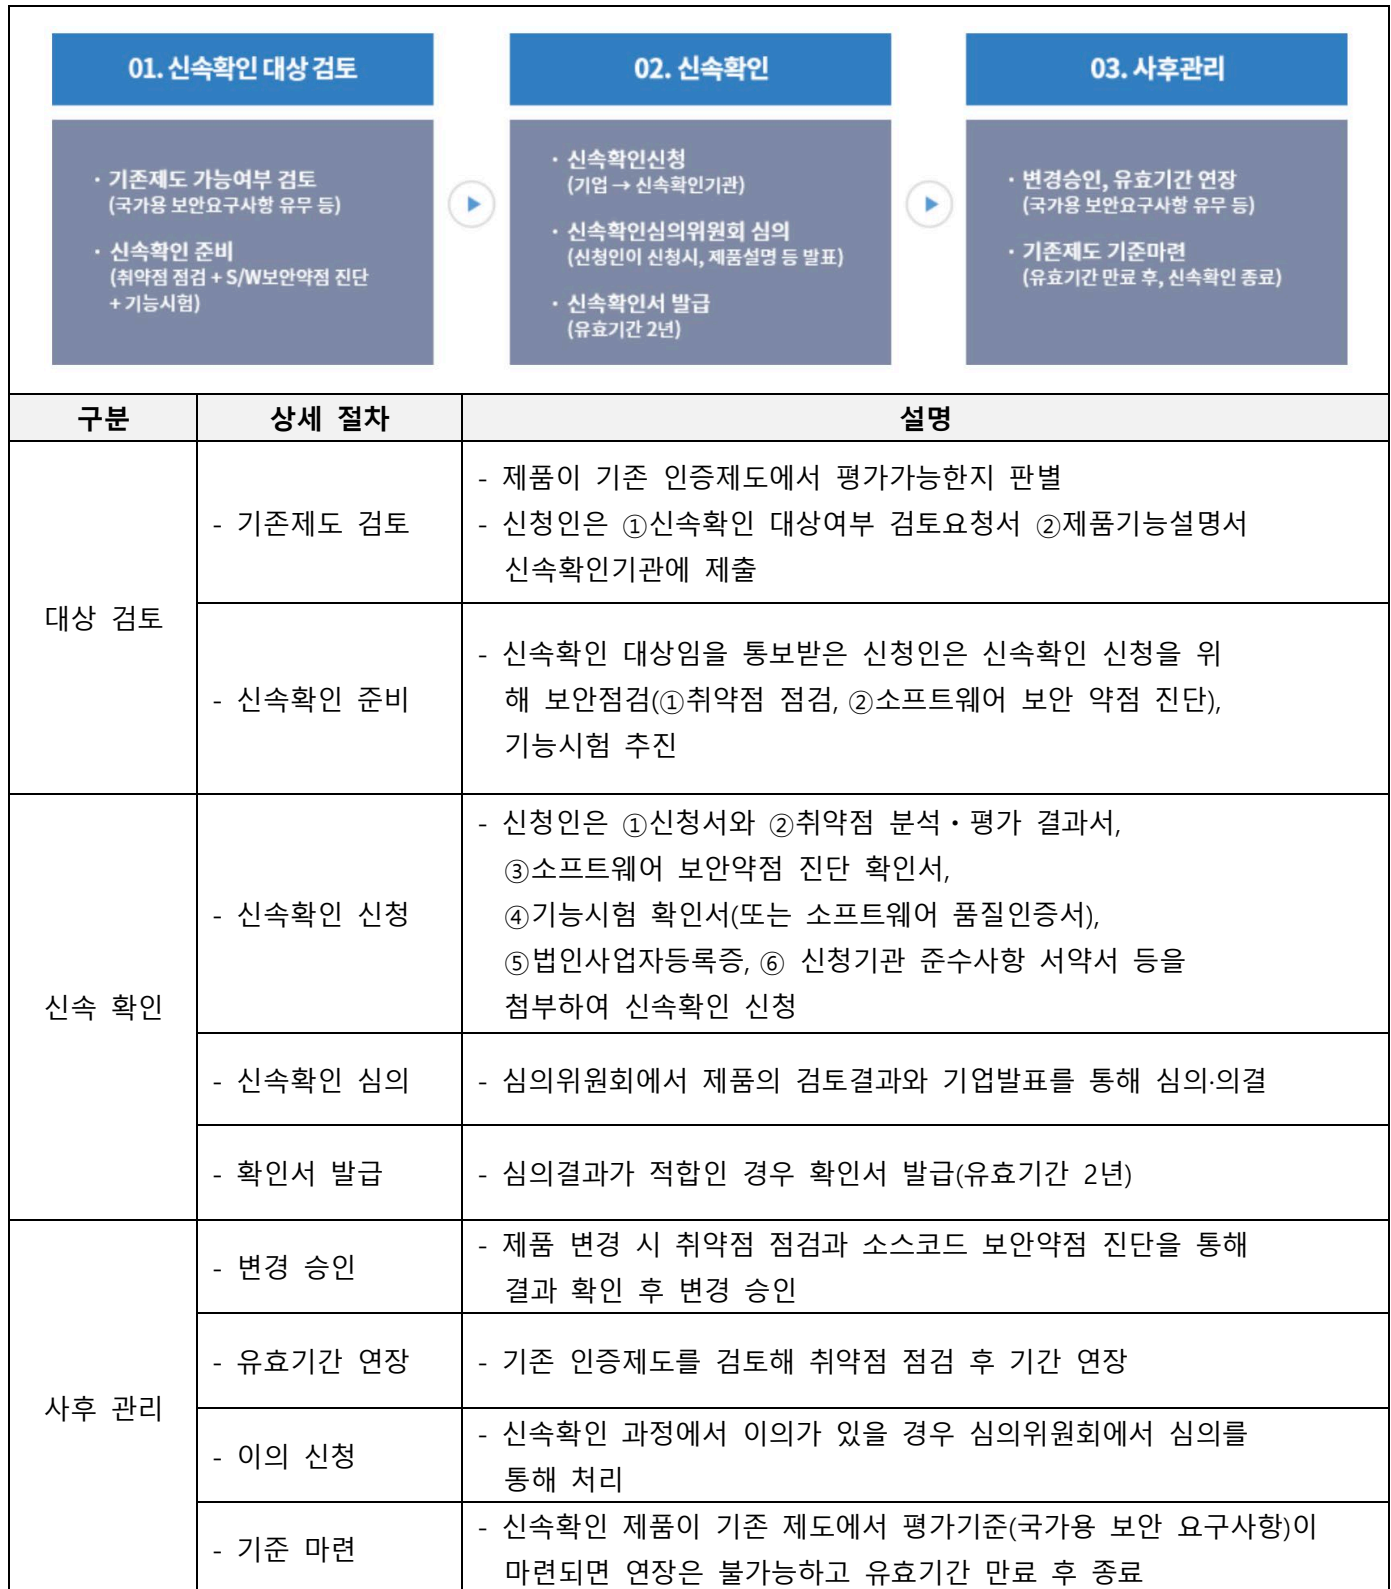 01. 신속확인 대상 검토
· 기존제도 가능여부 검토
(국가용 보안요구사항 유무 등)
· 신속확인 준비
(취약점 점검 + S/W보안약점 진단
+ 기능시험)
02. 신속확인
· 신속확인신청
(기업 → 신속확인기관)
· 신속확인심의위원회 심의
(신청인이 신청시, 제품설명 등 발표)
· 신속확인서 발급
(유효기간 2년)
03. 사후관리
· 변경승인, 유효기간 연장
(국가용 보안요구사항 유무 등)
· 기존제도 기준마련
(유효기간 만료 후, 신속확인 종료)
구분
상세 절차
설명
대상 검토
- 기존제도 검토
- 제품이 기존 인증제도에서 평가가능한지 판별
- 신청인은 ①신속확인 대상여부 검토요청서 ②제품기능설명서
신속확인기관에 제출
- 신속확인 준비
- 신속확인 대상임을 통보받은 신청인은 신속확인 신청을 위
해 보안점검(①취약점 점검, ②소프트웨어 보안 약점 진단),
기능시험 추진
신속 확인
- 신속확인 신청
- 신청인은 ①신청서와 ②취약점 분석・평가 결과서,
③소프트웨어 보안약점 진단 확인서,
④기능시험 확인서(또는 소프트웨어 품질인증서),
⑤법인사업자등록증, ⑥ 신청기관 준수사항 서약서 등을
첨부하여 신속확인 신청
- 신속확인 심의
- 심의위원회에서 제품의 검토결과와 기업발표를 통해 심의·의결
- 확인서 발급
- 심의결과가 적합인 경우 확인서 발급(유효기간 2년)
사후 관리
- 변경 승인
- 제품 변경 시 취약점 점검과 소스코드 보안약점 진단을 통해
결과 확인 후 변경 승인
- 유효기간 연장
- 기존 인증제도를 검토해 취약점 점검 후 기간 연장
- 이의 신청
- 신속확인 과정에서 이의가 있을 경우 심의위원회에서 심의를
통해 처리
- 기준 마련
- 신속확인 제품이 기존 제도에서 평가기준(국가용 보안 요구사항)이
마련되면 연장은 불가능하고 유효기간 만료 후 종료